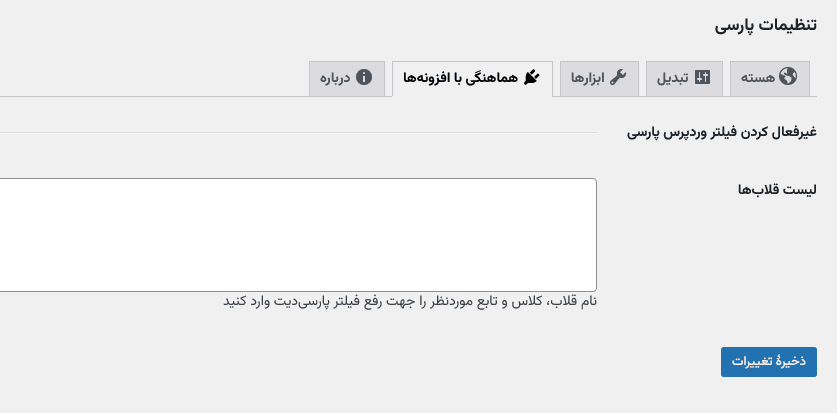 تنظیمات پارسی
هسته
تبدیل
ابزارها
هماهنگی با افزونه‌ها
درباره
غیرفعال کردن فیلتر وردپرس پارسی
لیست قلاب‌ها
نام قلاب، کلاس و تابع موردنظر را جهت رفع فیلتر پارسی‌دیت وارد کنید
ذخیرهٔ تغییرات